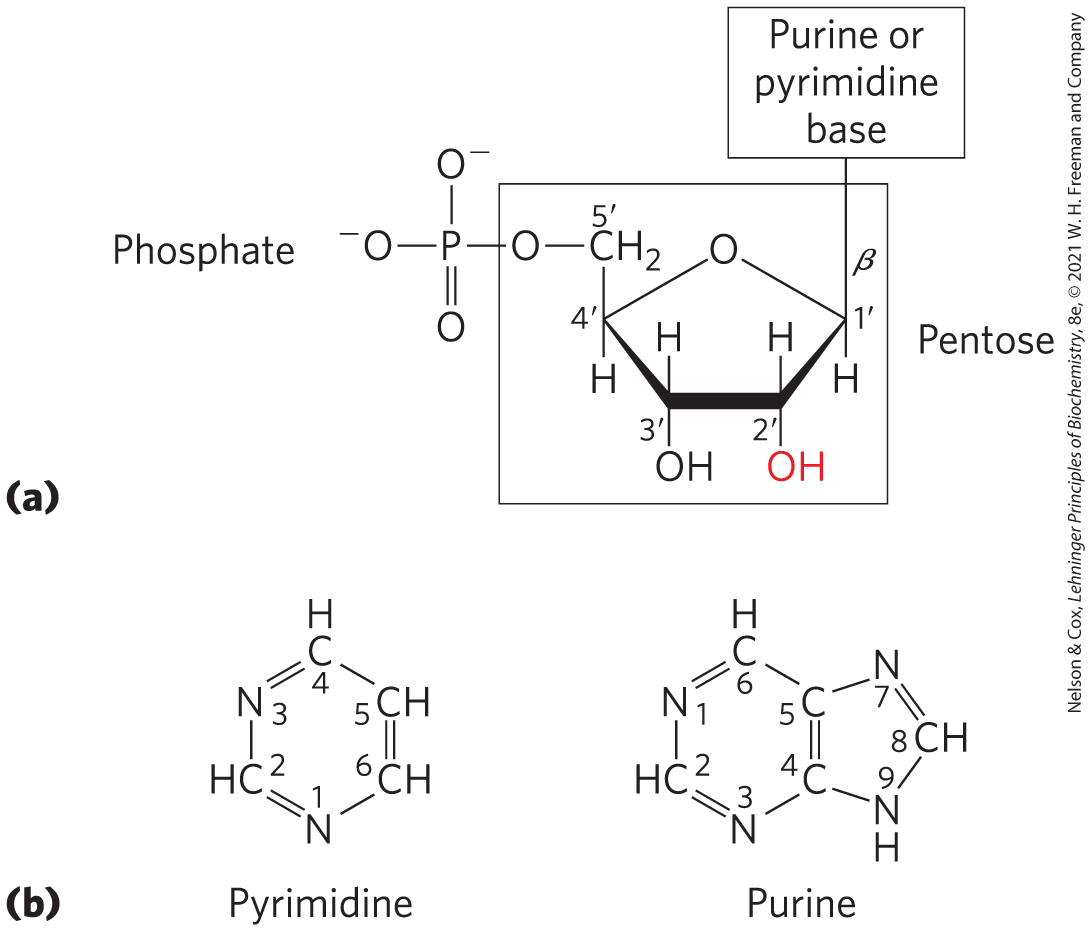 Purine or
pyrimidine
base
O⁻
Phosphate
⁻O
P
O
5′
CH₂
O
β
O
4′
1′
H
H
H
H
Pentose
3′
2′
OH
OH
(a)
H
C
4
N
3
5
CH
HC
2
6
CH
1
N
Pyrimidine
H
C
6
N
1
5
C
N
7
HC
2
4
C
8
CH
3
N
9
N
H
Purine
(b)
Nelson & Cox, Lehninger Principles of Biochemistry, 8e, © 2021 W. H. Freeman and Company